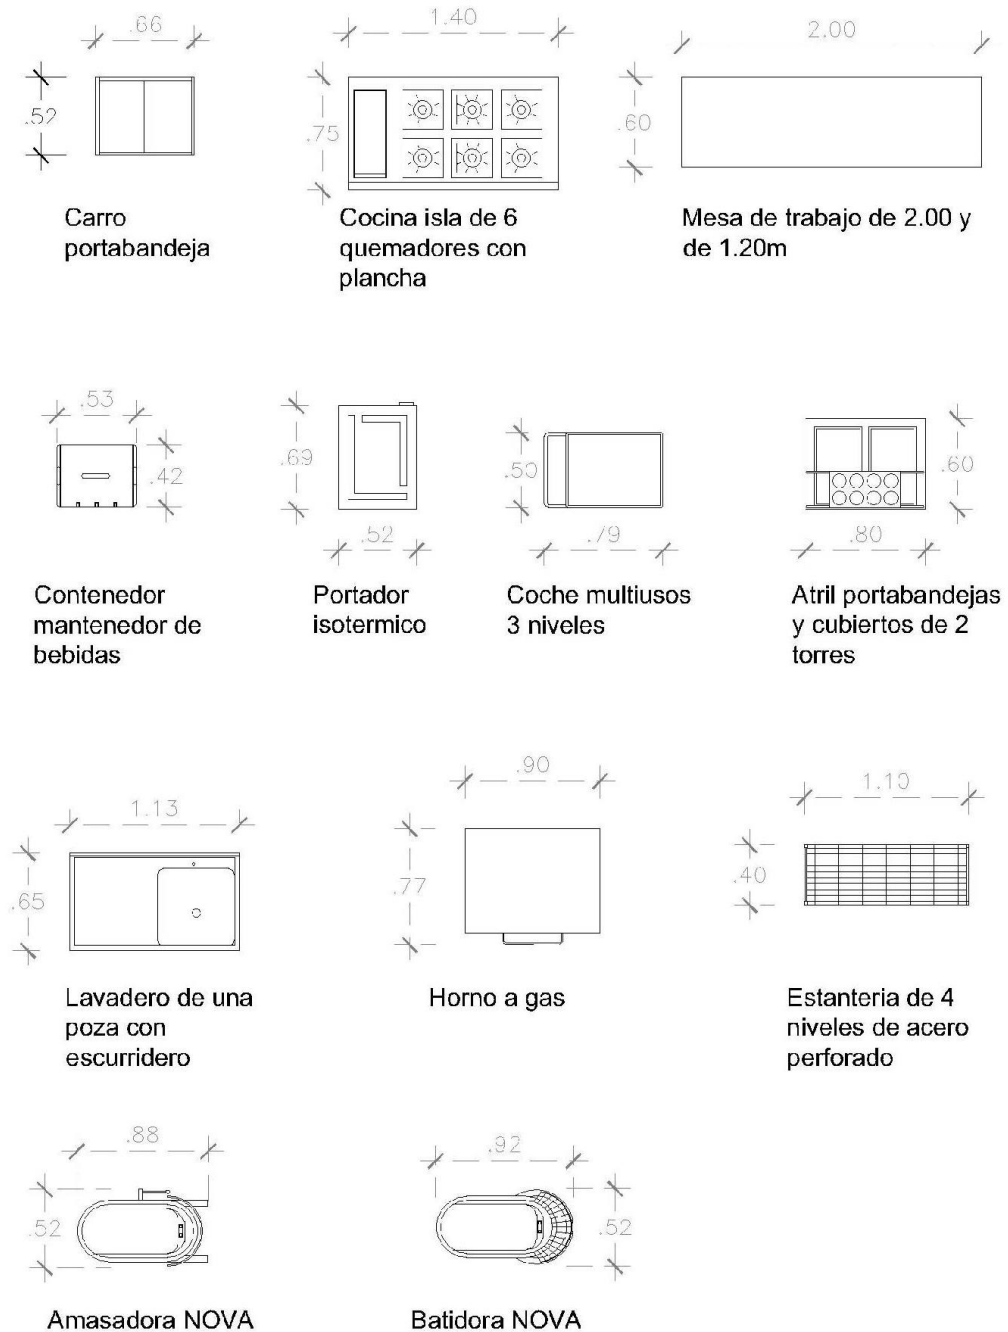 .66
1.40
2.00
.52
.75
.60
Carro
portabandeja
Cocina isla de 6
quemadores con
plancha
Mesa de trabajo de 2.00 y
de 1.20m
.53
.42
.69
.52
.50
.79
.60
.80
Contenedor
mantenedor de
bebidas
Portador
isotermico
Coche multiusos
3 niveles
Atril portabandejas
y cubiertos de 2
torres
1.13
.65
.90
.77
1.10
.40
Lavadero de una
poza con
escurridero
Horno a gas
Estanteria de 4
niveles de acero
perforado
.88
.52
.92
.52
Amasadora NOVA
Batidora NOVA